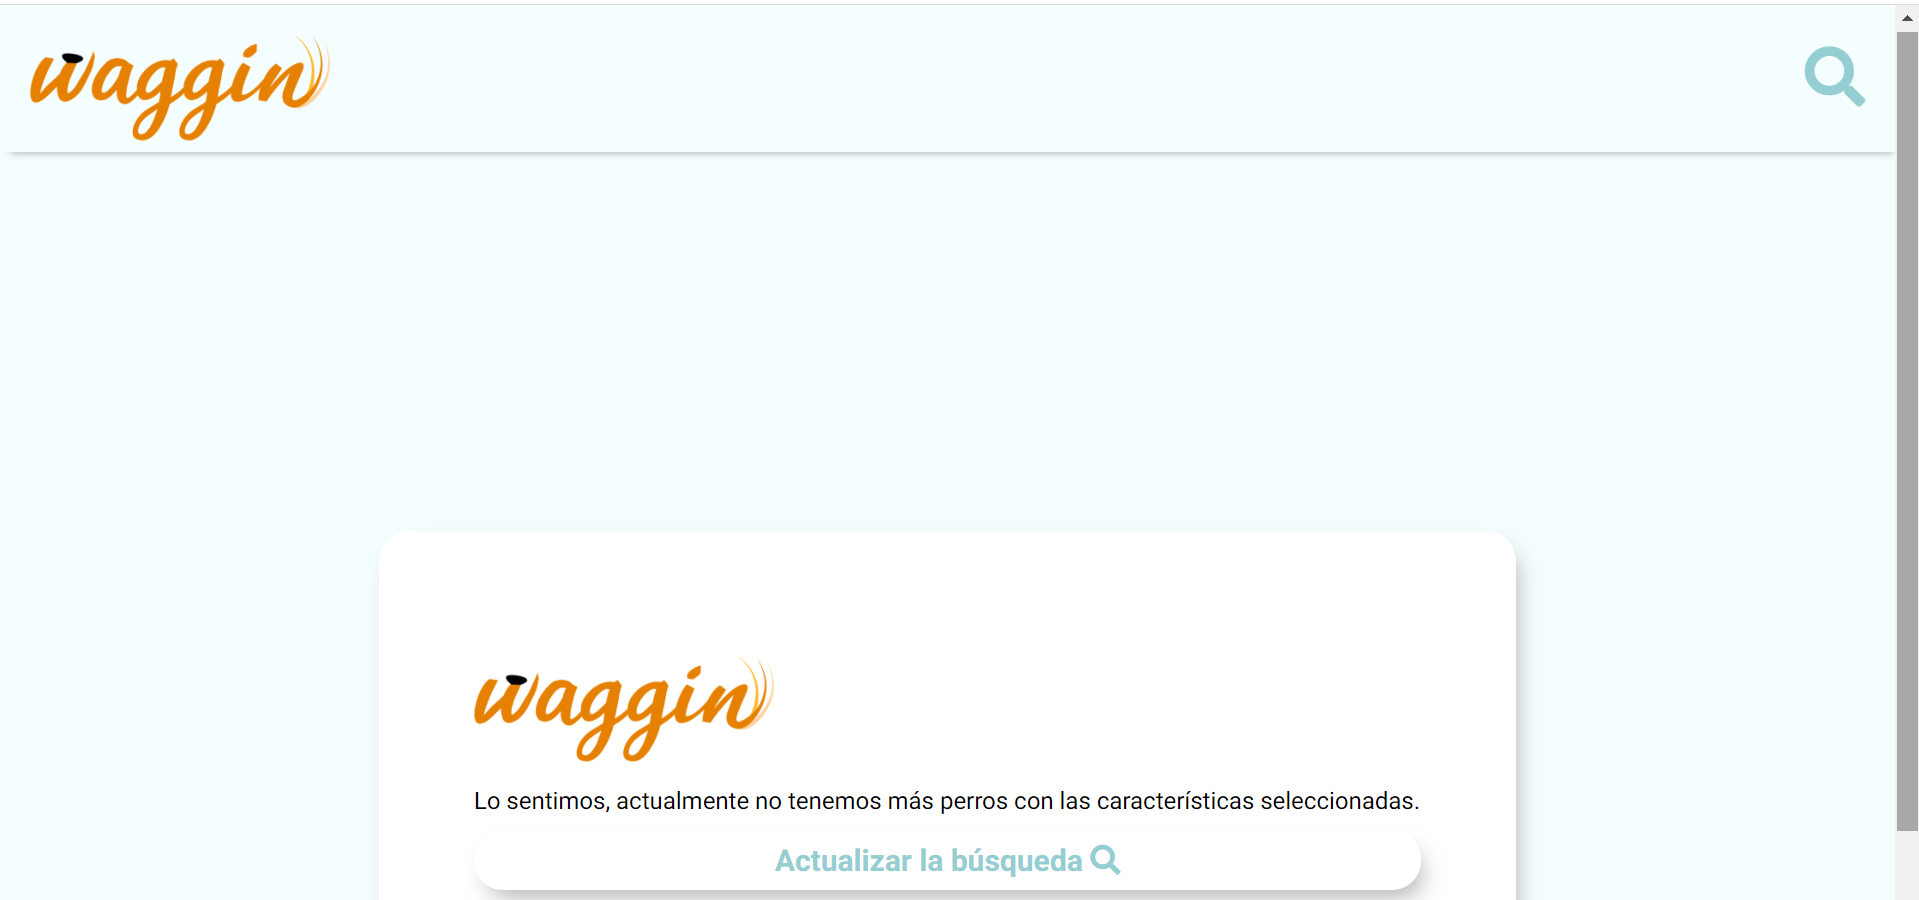 waggin
waggin
Lo sentimos, actualmente no tenemos más perros con las características seleccionadas.
Actualizar la búsqueda